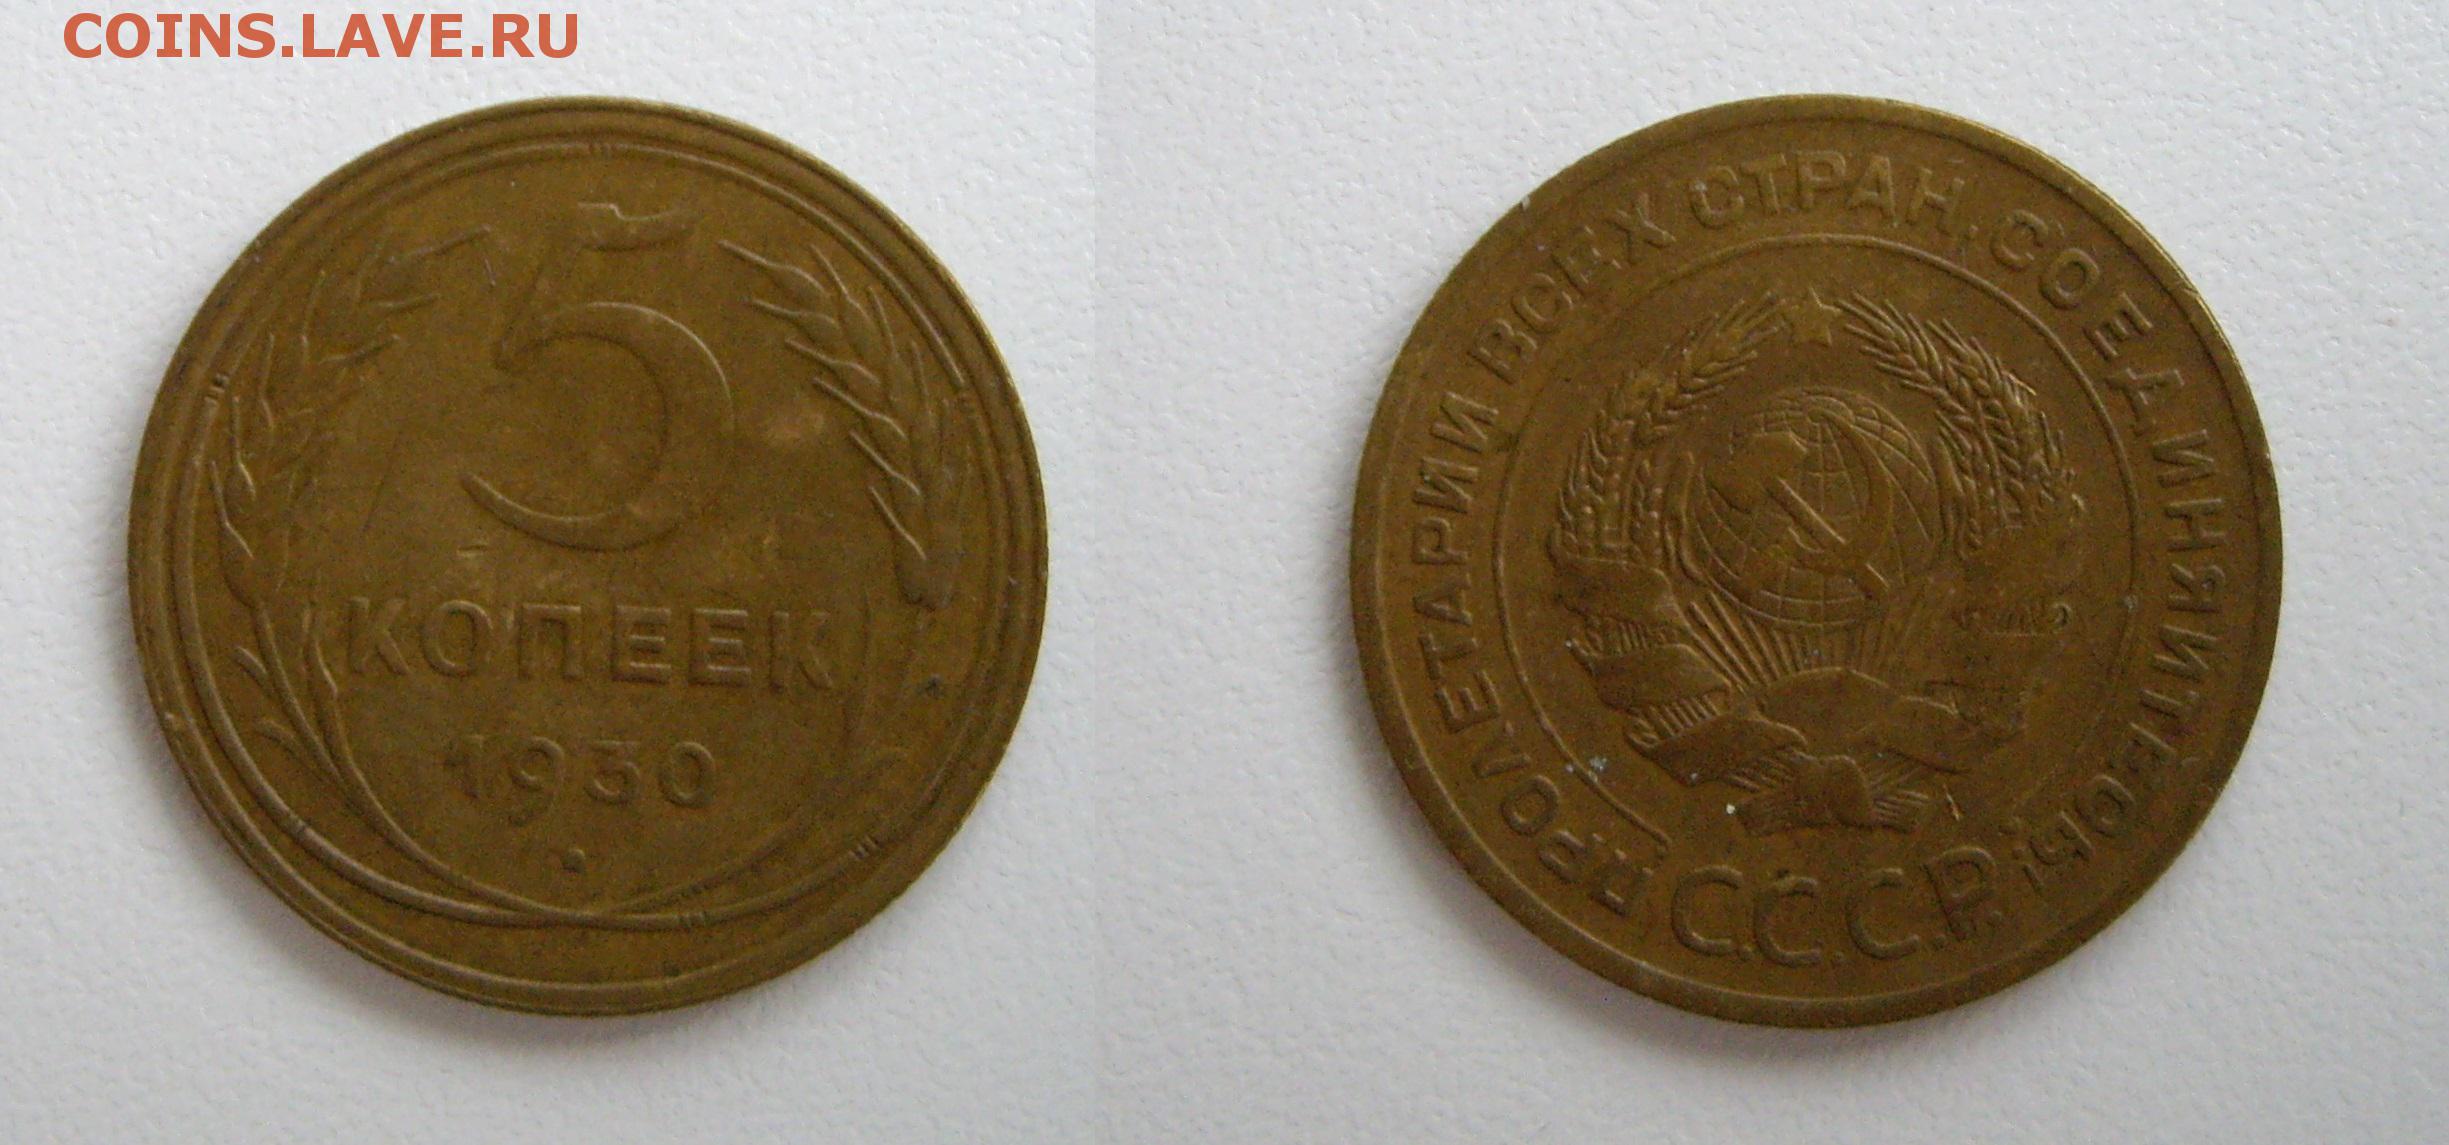 COINS.LAVE.RU
5
КОПЕЕК
1930
ПРОЛЕТАРИИ ВСЕХ СТРАН, СОЕДИНЯЙТЕСЬ!
С.С.С.Р.